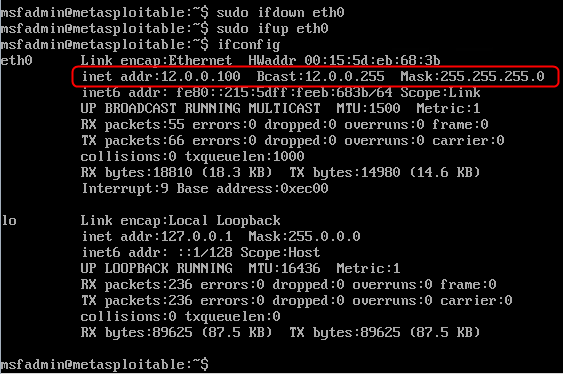 msfadmin@metasploitable:~$ sudo ifdown eth0
msfadmin@metasploitable:~$ sudo ifup eth0
msfadmin@metasploitable:~$ ifconfig
eth0      Link encap:Ethernet  HWaddr 00:15:5d:eb:68:3b
          inet addr:12.0.0.100  Bcast:12.0.0.255  Mask:255.255.255.0
          inet6 addr: fe80::215:5dff:feeb:683b/64 Scope:Link
          UP BROADCAST RUNNING MULTICAST  MTU:1500  Metric:1
          RX packets:55 errors:0 dropped:0 overruns:0 frame:0
          TX packets:66 errors:0 dropped:0 overruns:0 carrier:0
          collisions:0 txqueuelen:1000
          RX bytes:18810 (18.3 KB)  TX bytes:14980 (14.6 KB)
          Interrupt:9 Base address:0xec00
lo        Link encap:Local Loopback
          inet addr:127.0.0.1  Mask:255.0.0.0
          inet6 addr: ::1/128 Scope:Host
          UP LOOPBACK RUNNING  MTU:16436  Metric:1
          RX packets:236 errors:0 dropped:0 overruns:0 frame:0
          TX packets:236 errors:0 dropped:0 overruns:0 carrier:0
          collisions:0 txqueuelen:0
          RX bytes:89625 (87.5 KB)  TX bytes:89625 (87.5 KB)
msfadmin@metasploitable:~$